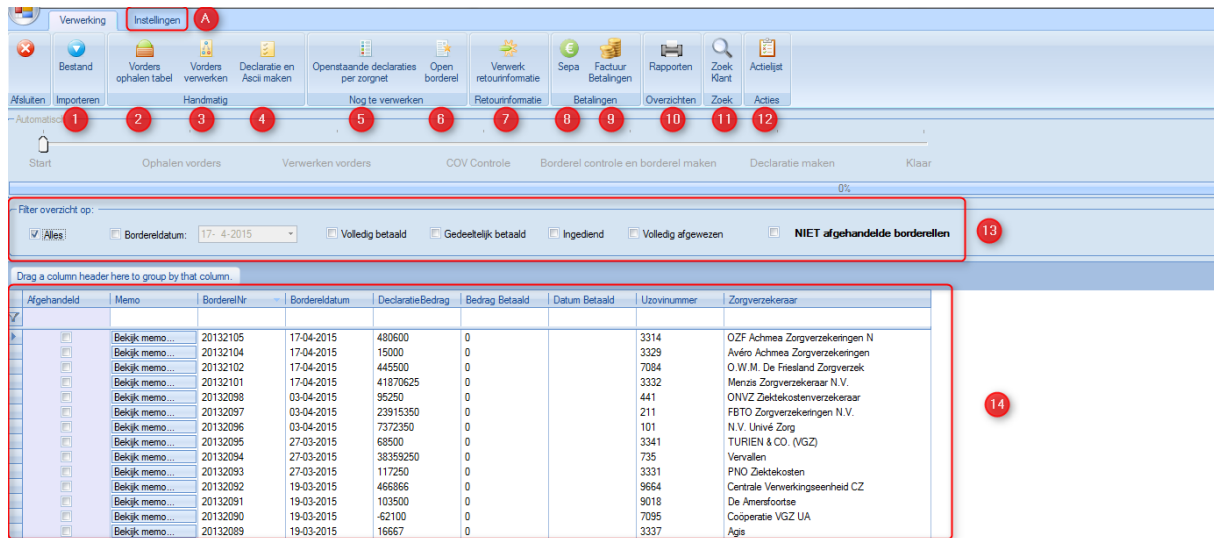 Verwerking Instellingen A
Bestand Vorders ophalen tabel Vorders verwerken Declaratie en Ascii maken Openstaande declaraties per zorgnet Open borderel Verwerk retourinformatie Sepa Factuur Betalingen Rapporten Zoek Klant Actielijst
Afsluiten Importeren Handmatig Nog te verwerken Retourinformatie Betalingen Overzichten Zoek Acties
1 2 3 4 5 6 7 8 9 10 11 12
Start Ophalen vorders Verwerken vorders COV Controle Borderel controle en borderel maken Declaratie maken Klaar
0%
Filter overzicht op:
Alles Bordereldatum: 17- 4-2015 Volledig betaald Gedeeltelijk betaald Ingediend Volledig afgewezen NIET afgehandelde borderellen 13
Drag a column header here to group by that column.
Afgehandeld Memo BorderelNr Bordereldatum DeclaratieBedrag Bedrag Betaald Datum Betaald Uzovinummer Zorgverzekeraar
Bekijk memo... 20132105 17-04-2015 480600 0 3314 OZF Achmea Zorgverzekeringen N
Bekijk memo... 20132104 17-04-2015 15000 0 3329 Avéro Achmea Zorgverzekeringen
Bekijk memo... 20132102 17-04-2015 445500 0 7084 O.W.M. De Friesland Zorgverzek
Bekijk memo... 20132101 17-04-2015 41870625 0 3332 Menzis Zorgverzekeraar N.V.
Bekijk memo... 20132098 03-04-2015 95250 0 441 ONVZ Ziektekostenverzekeraar
Bekijk memo... 20132097 03-04-2015 23915350 0 211 FBTO Zorgverzekeringen N.V.
14
Bekijk memo... 20132096 03-04-2015 7372350 0 101 N.V. Univé Zorg
Bekijk memo... 20132095 27-03-2015 68500 0 3341 TURIEN & CO. (VGZ)
Bekijk memo... 20132094 27-03-2015 38359250 0 735 Vervallen
Bekijk memo... 20132093 27-03-2015 117250 0 3331 PNO Ziektekosten
Bekijk memo... 20132092 19-03-2015 466866 0 9664 Centrale Verwerkingseenheid CZ
Bekijk memo... 20132091 19-03-2015 103500 0 9018 De Amersfoortse
Bekijk memo... 20132090 19-03-2015 -62100 0 7095 Coöperatie VGZ UA
Bekijk memo... 20132089 19-03-2015 16667 0 3337 Agis